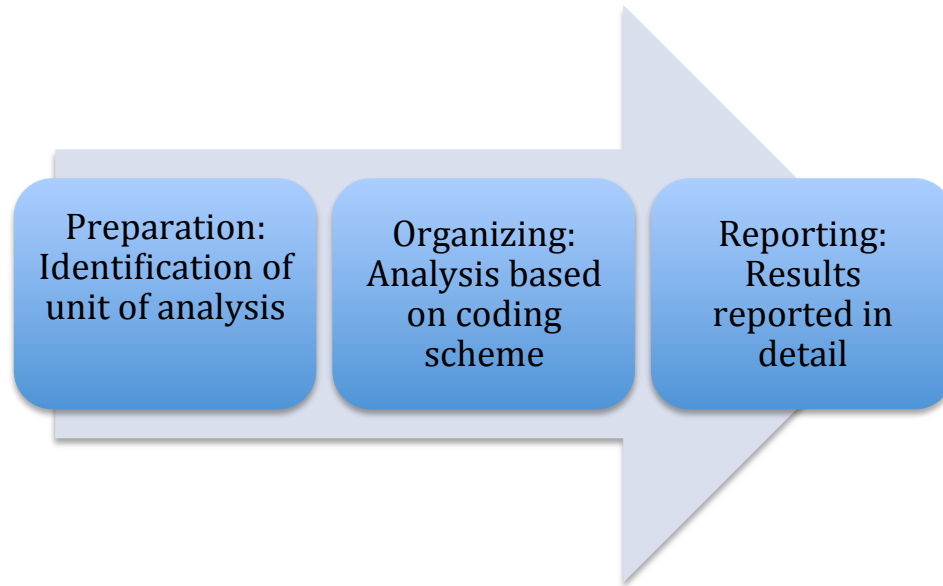 Preparation:
Identification of
unit of analysis
Organizing:
Analysis based
on coding
scheme
Reporting:
Results
reported in
detail